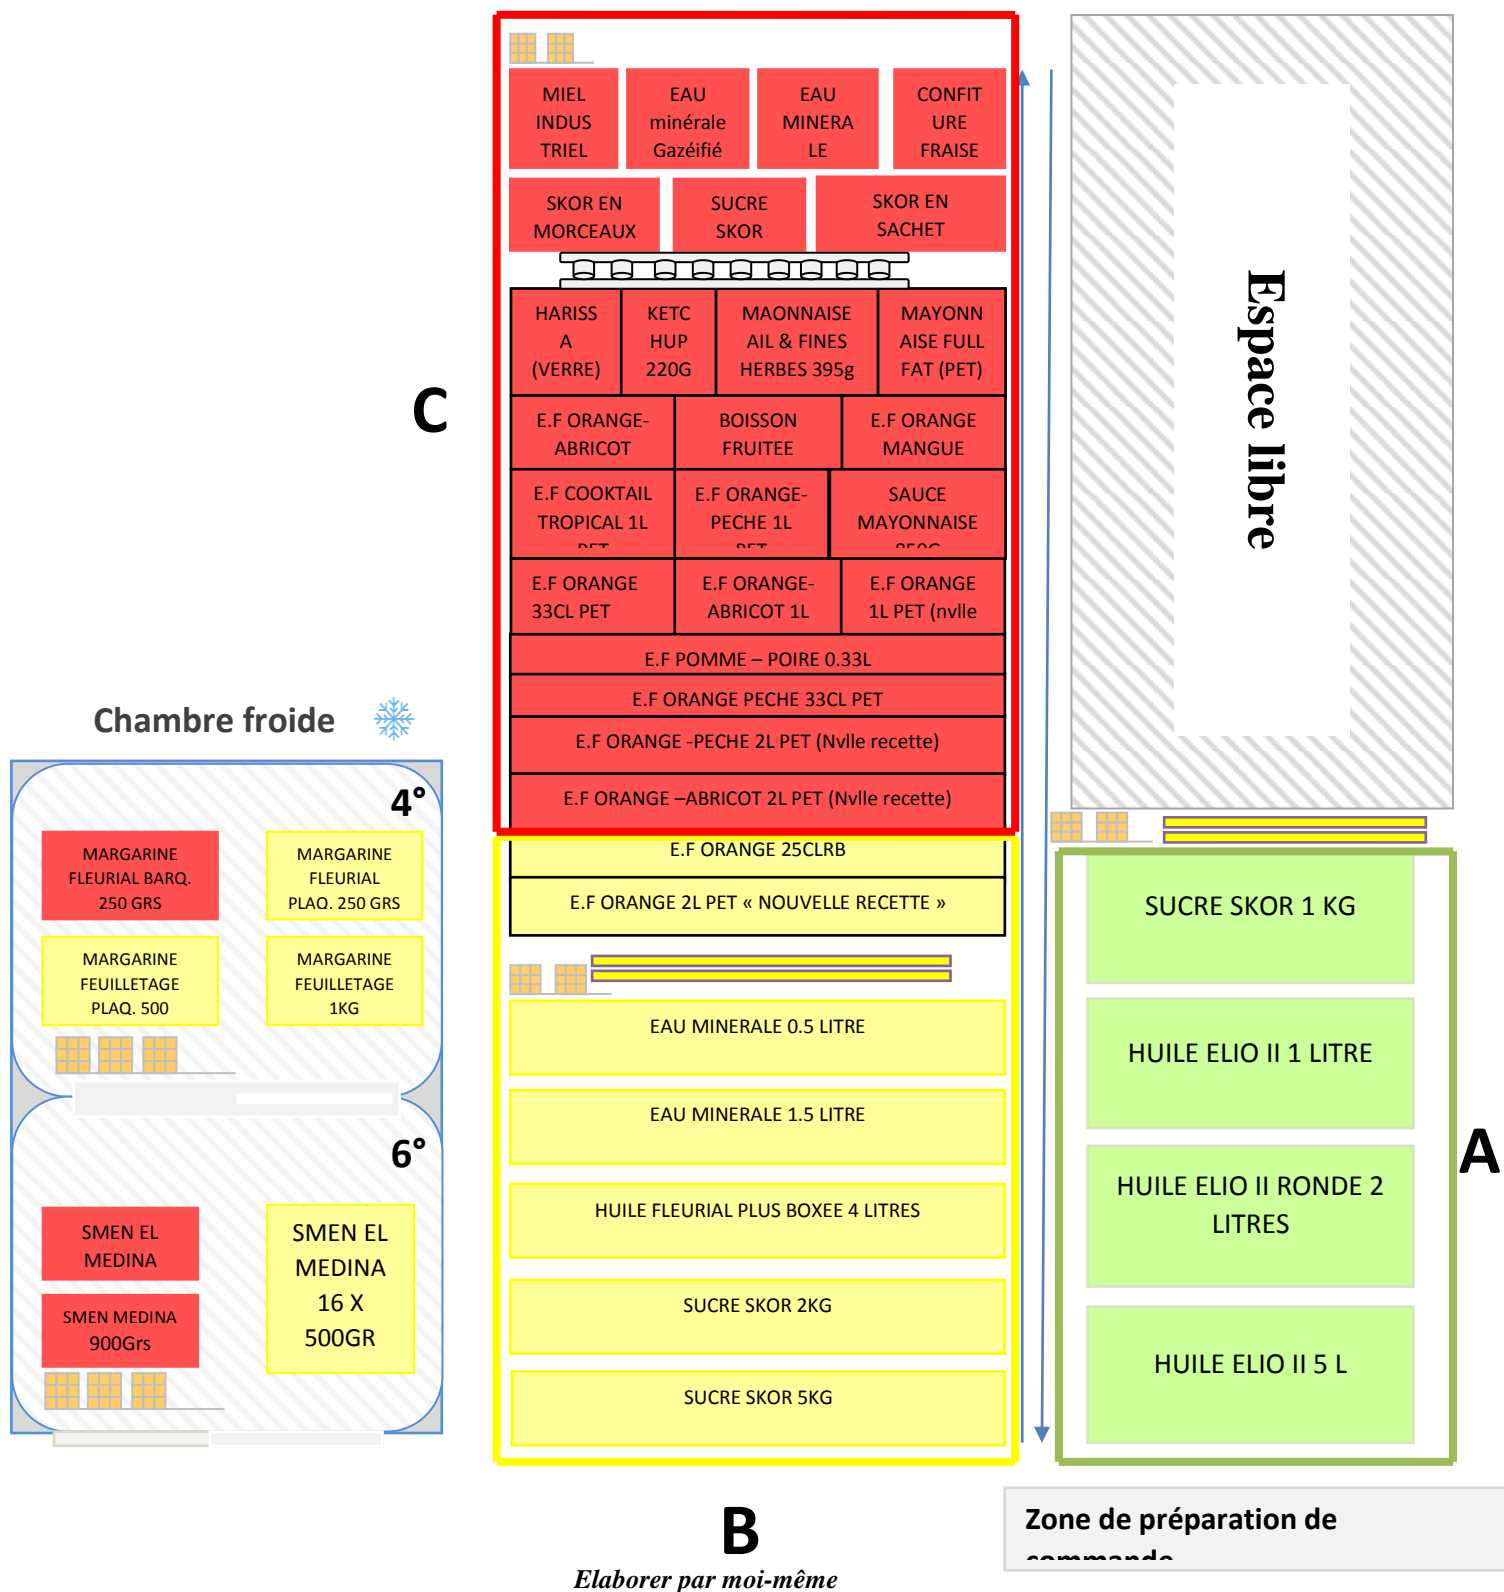 MIEL
INDUS
TRIEL
EAU
minérale
Gazéifié
EAU
MINERA
LE
CONFIT
URE
FRAISE
SKOR EN
MORCEAUX
SUCRE
SKOR
SKOR EN
SACHET
HARISS
A
(VERRE)
KETC
HUP
220G
MAONNAISE
AIL & FINES
HERBES 395g
MAYONN
AISE FULL
FAT (PET)
C
E.F ORANGE-
ABRICOT
BOISSON
FRUITEE
E.F ORANGE
MANGUE
E.F COOKTAIL
TROPICAL 1L
PET
E.F ORANGE-
PECHE 1L
PET
SAUCE
MAYONNAISE
850G
E.F ORANGE
33CL PET
E.F ORANGE-
ABRICOT 1L
E.F ORANGE
1L PET (nvlle
E.F POMME – POIRE 0.33L
E.F ORANGE PECHE 33CL PET
E.F ORANGE -PECHE 2L PET (Nvlle recette)
E.F ORANGE –ABRICOT 2L PET (Nvlle recette)
E.F ORANGE 25CLRB
E.F ORANGE 2L PET « NOUVELLE RECETTE »
EAU MINERALE 0.5 LITRE
EAU MINERALE 1.5 LITRE
HUILE FLEURIAL PLUS BOXEE 4 LITRES
SUCRE SKOR 2KG
SUCRE SKOR 5KG
B
Espace libre
SUCRE SKOR 1 KG
HUILE ELIO II 1 LITRE
HUILE ELIO II RONDE 2
LITRES
HUILE ELIO II 5 L
A
Chambre froide
4°
MARGARINE
FLEURIAL BARQ.
250 GRS
MARGARINE
FLEURIAL
PLAQ. 250 GRS
MARGARINE
FEUILLETAGE
PLAQ. 500
MARGARINE
FEUILLETAGE
1KG
6°
SMEN EL
MEDINA
SMEN MEDINA
900Grs
SMEN EL
MEDINA
16 X
500GR
Zone de préparation de
commande
Elaborer par moi-même